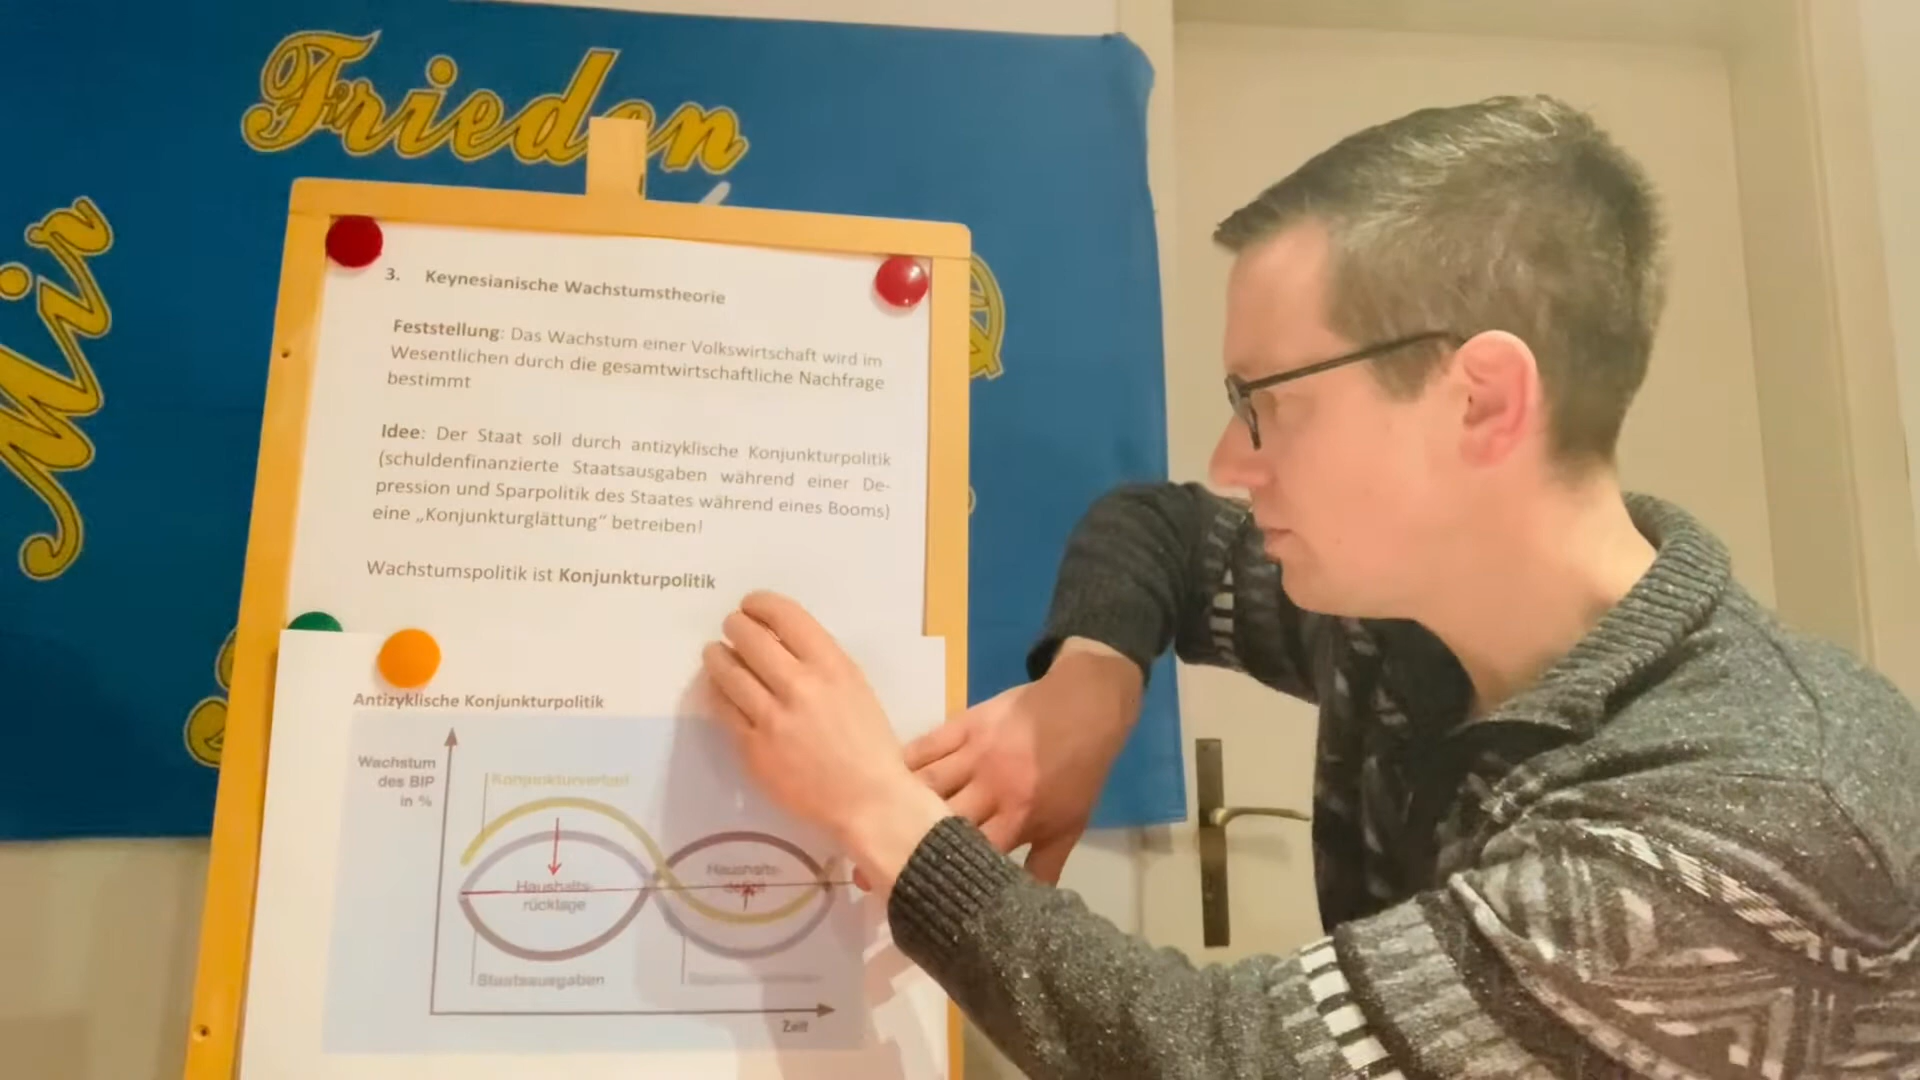 Frieden
Mir
3. Keynesianische Wachstumstheorie
Feststellung: Das Wachstum einer Volkswirtschaft wird im
Wesentlichen durch die gesamtwirtschaftliche Nachfrage
bestimmt
Idee: Der Staat soll durch antizyklische Konjunkturpolitik
(schuldenfinanzierte Staatsausgaben während einer De-
pression und Sparpolitik des Staates während eines Booms)
eine „Konjunkturglättung“ betreiben!
Wachstumspolitik ist Konjunkturpolitik
Antizyklische Konjunkturpolitik
Wachstum
des BIP
in %
Konjunkturverlauf
Haushalts-
rücklage
Haushalts-
defizit
Staatsausgaben
Zeit